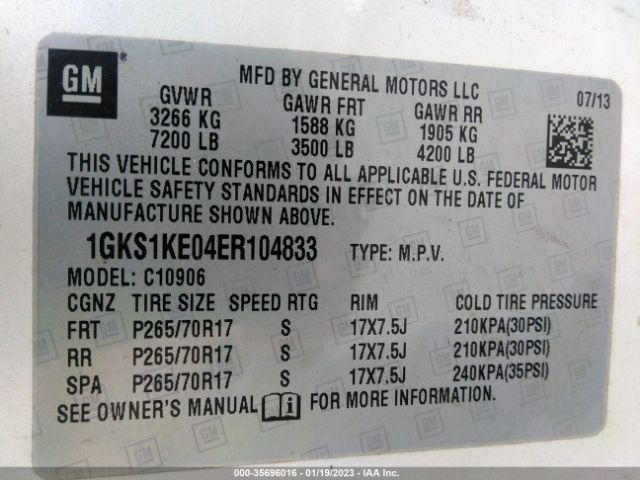 GM
MFD BY GENERAL MOTORS LLC
07/13
GVWR GAWR FRT GAWR RR
3266 KG 1588 KG 1905 KG
7200 LB 3500 LB 4200 LB
THIS VEHICLE CONFORMS TO ALL APPLICABLE U.S. FEDERAL MOTOR
VEHICLE SAFETY STANDARDS IN EFFECT ON THE DATE OF
MANUFACTURE SHOWN ABOVE.
1GKS1KE04ER104833 TYPE: M.P.V.
MODEL: C10906
CGNZ TIRE SIZE SPEED RTG RIM COLD TIRE PRESSURE
FRT P265/70R17 S 17X7.5J 210KPA(30PSI)
RR P265/70R17 S 17X7.5J 210KPA(30PSI)
SPA P265/70R17 S 17X7.5J 240KPA(35PSI)
SEE OWNER'S MANUAL FOR MORE INFORMATION.
000-35696016 - 01/19/2023 - IAA Inc.